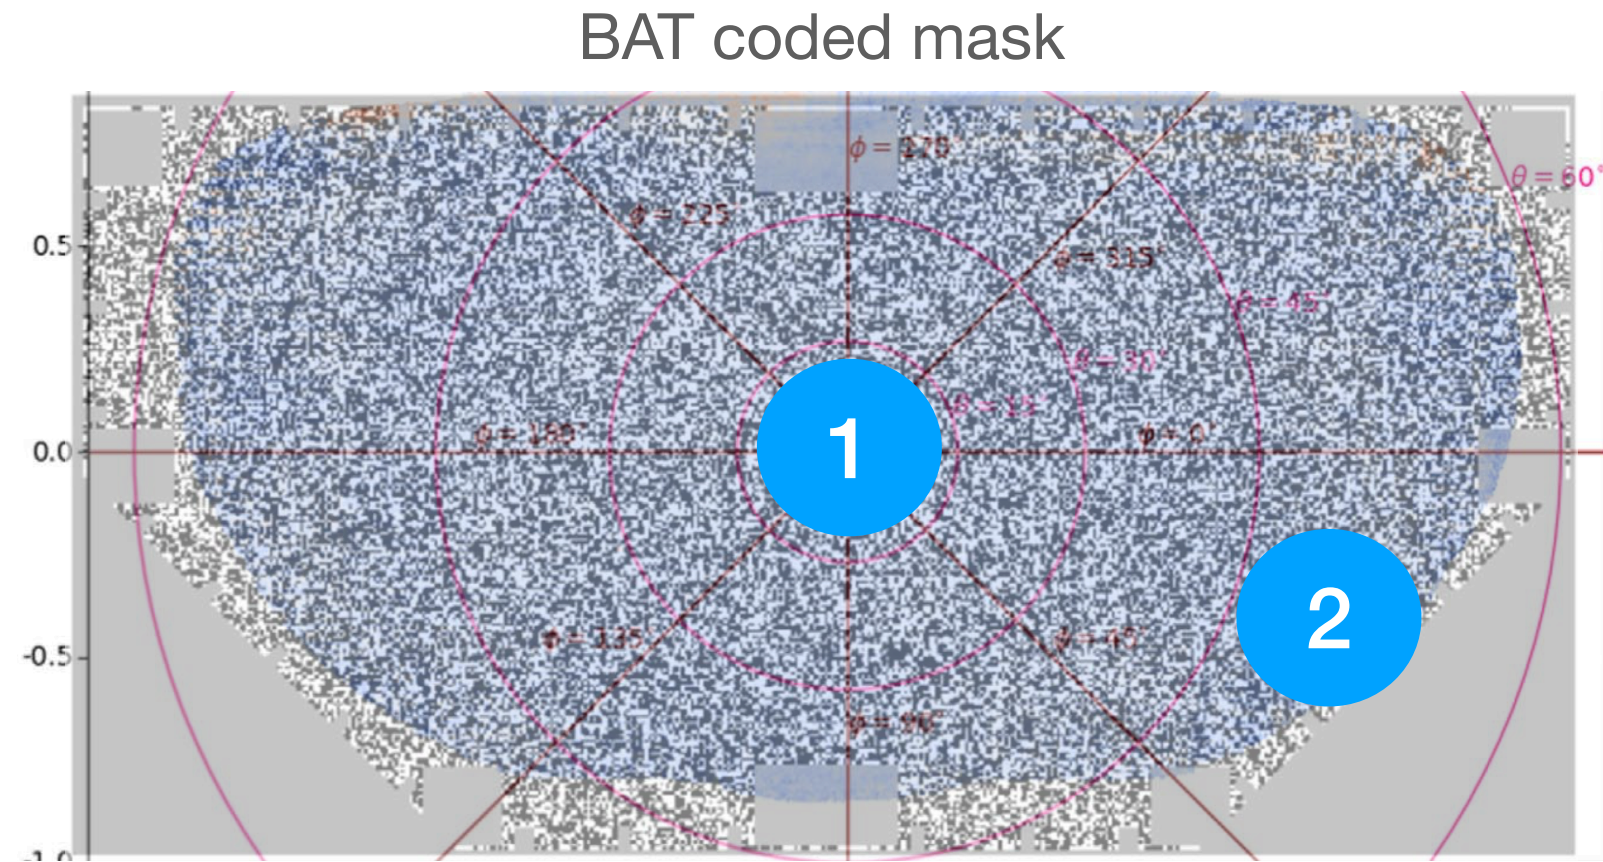 BAT coded mask
ϕ = 270°
θ = 60°
ϕ = 225°
0.5
ϕ = 315°
θ = 45°
θ = 30°
θ = 15°
1
ϕ = 180°
φ = 0°
0.0
2
ϕ = 135°
ϕ = 45°
-0.5
φ = 90°
-1.0